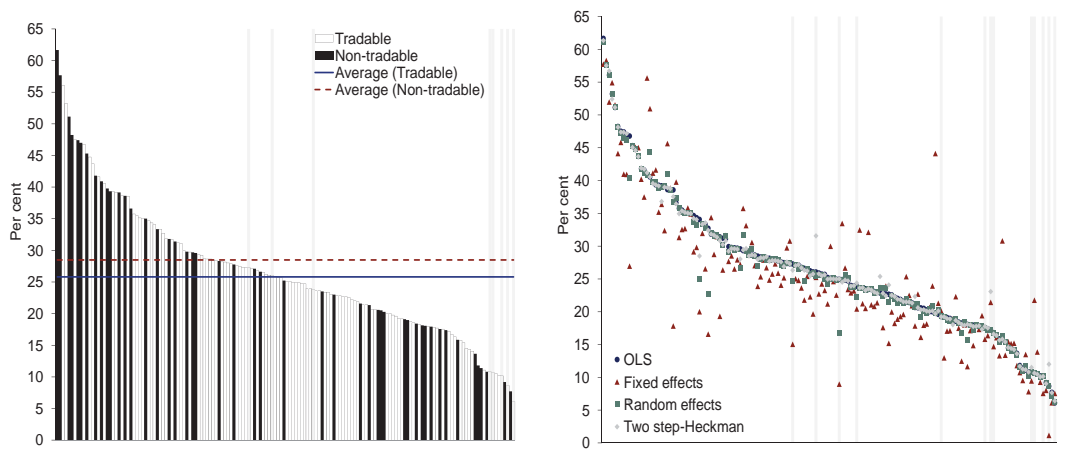 65
60
55
50
45
40
35
30
25
20
15
10
5
0
Per cent
Tradable
Non-tradable
Average (Tradable)
Average (Non-tradable)
65
60
55
50
45
40
35
30
25
20
15
10
5
0
Per cent
OLS
Fixed effects
Random effects
Two step-Heckman